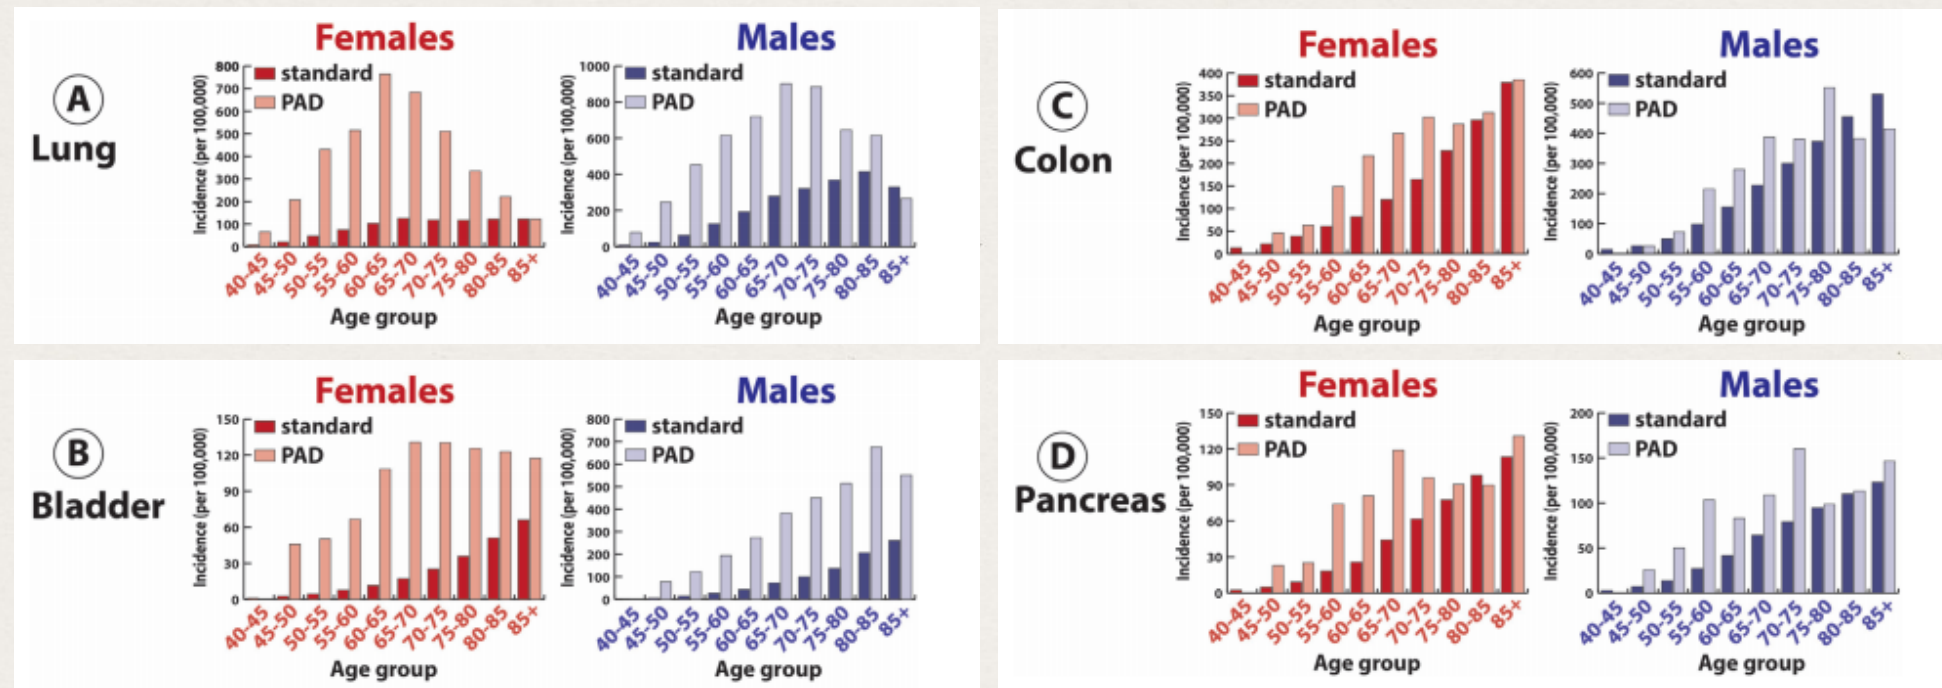 A
Lung
Females
Incidence (per 100,000)
800
700
600
500
400
300
200
100
0
standard
PAD
40-45
45-50
50-55
55-60
60-65
65-70
70-75
75-80
80-85
85+
Age group
Males
Incidence (per 100,000)
1000
800
600
400
200
0
standard
PAD
40-45
45-50
50-55
55-60
60-65
65-70
70-75
75-80
80-85
85+
Age group
C
Colon
Females
Incidence (per 100,000)
400
350
300
250
200
150
100
50
0
standard
PAD
40-45
45-50
50-55
55-60
60-65
65-70
70-75
75-80
80-85
85+
Age group
Males
Incidence (per 100,000)
600
500
400
300
200
100
0
standard
PAD
40-45
45-50
50-55
55-60
60-65
65-70
70-75
75-80
80-85
85+
Age group
B
Bladder
Females
Incidence (per 100,000)
150
120
90
60
30
0
standard
PAD
40-45
45-50
50-55
55-60
60-65
65-70
70-75
75-80
80-85
85+
Age group
Males
Incidence (per 100,000)
800
700
600
500
400
300
200
100
0
standard
PAD
40-45
45-50
50-55
55-60
60-65
65-70
70-75
75-80
80-85
85+
Age group
D
Pancreas
Females
Incidence (per 100,000)
150
120
90
60
30
0
standard
PAD
40-45
45-50
50-55
55-60
60-65
65-70
70-75
75-80
80-85
85+
Age group
Males
Incidence (per 100,000)
200
150
100
50
0
standard
PAD
40-45
45-50
50-55
55-60
60-65
65-70
70-75
75-80
80-85
85+
Age group